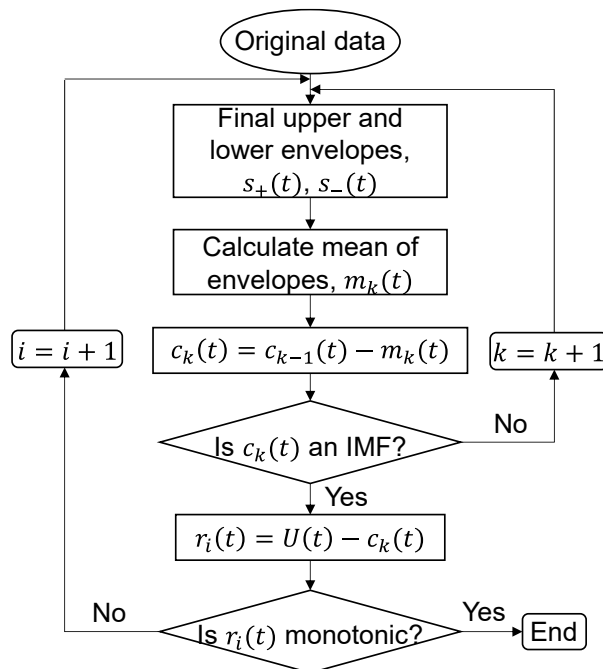 Original data
Final upper and
lower envelopes,
s₊(t), s₋(t)
Calculate mean of
envelopes, mₖ(t)
i = i + 1
cₖ(t) = cₖ₋₁(t) − mₖ(t)
k = k + 1
No
Is cₖ(t) an IMF?
Yes
rᵢ(t) = U(t) − cₖ(t)
No
Yes
Is rᵢ(t) monotonic?
End